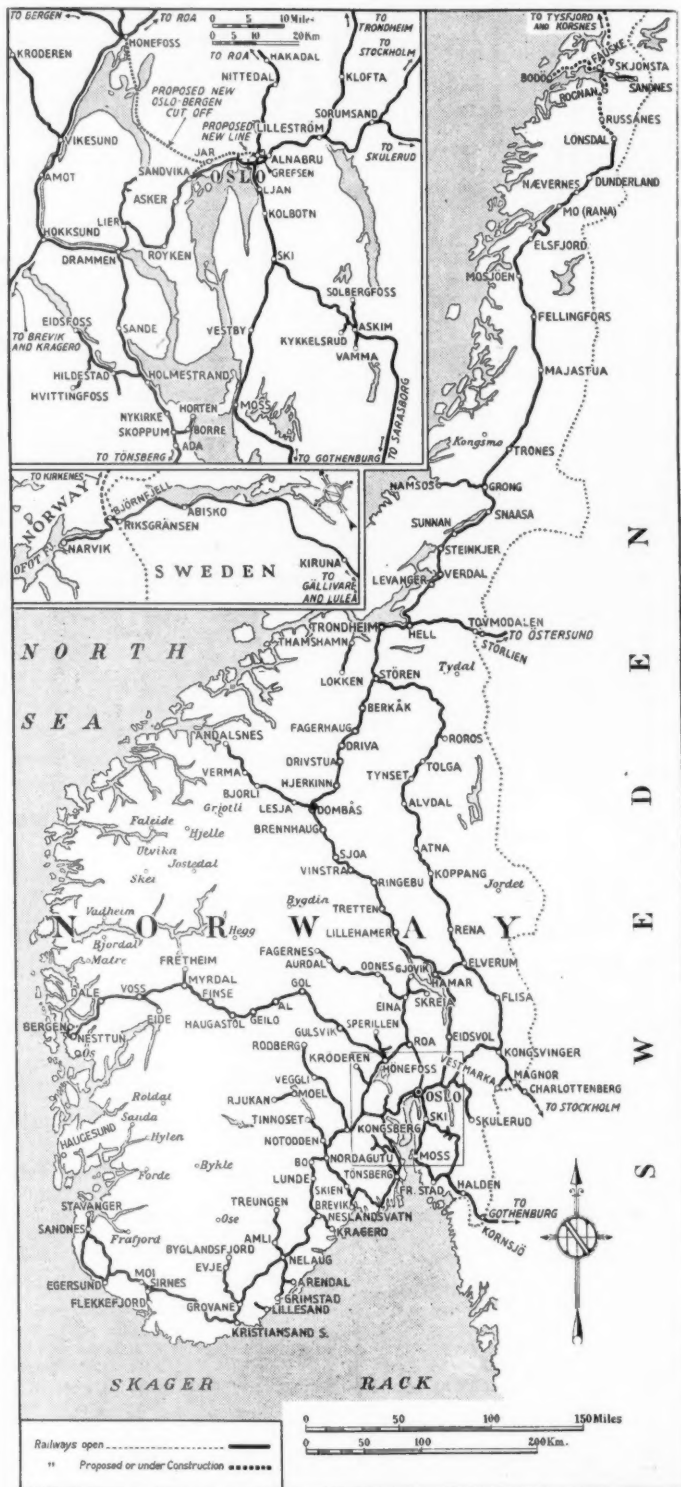 TO BERGEN
TO ROA
HONEFOSS
KRODEREN
0 5 10 Miles
0 10 20 Km
TO ROA
HAKADAL
NITTEDAL
TO TRONDHEIM
TO STOCKHOLM
KLOFTA
PROPOSED NEW OSLO-BERGEN CUT OFF
PROPOSED NEW LINE
LILLESTRÖM
SORUMSAND
TO SKULERUD
VIKESUND
JAR
SANDVIKA
OSLO
ALNABRU
GREFSEN
AMOT
ASKER
LJAN
KOLBOTN
LIER
HOKKSUND
DRAMMEN
ROYKEN
SKI
SOLBERGFOSS
TO BREVIK AND KRAGERO
EIDSFOSS
SANDE
VESTBY
ASKIM
KYKKELSRUD
VAMMA
HILDESTAD
HVITTINGFOSS
HOLMESTRAND
MOSS
NYKIRKE
HORTEN
SKOPPUM
BORRE
ADA
TO TÖNSBERG
TO GOTHENBURG
TO SARASBORG
TO KIRKENES
NORWAY
BJÖRNFJELL
ABISKO
RIKSGRÄNSEN
OFOT FJ
NARVIK
SWEDEN
KIRUNA
TO GÄLLIVARE AND LULEA
TO TYSFJORD AND KORSNES
FAUSKE
BODO
SKJONSTA
SANDNES
ROGNAN
RUSSANES
LONSDAL
NÆVERNES
DUNDERLAND
MO (RANA)
ELSFJORD
MOSJOEN
FELLINGFORS
MAJASTUA
Kongsmo
TRONES
NAMSOS
GRONG
SNAASA
SUNNAN
STEINKJER
LEVANGER
VERDAL
TRONDHEIM
HELL
TOVMODALEN
TO ÖSTERSUND
STORLIEN
THAMSHAMN
NORTH SEA
LOKKEN
STÖREN
Tydal
BERKÅK
FAGERHAUG
ROROS
ANDALSNES
DRIVA
DRIVSTUA
TOLGA
VERMA
TYNSET
BJORLI
HJERKINN
LESJA
DOMBÅS
ALVDAL
Grjotli
BRENNHAUG
Faleide
Hjelle
ATNA
Utvika
SJOA
Jostedal
KOPPANG
Skei
VINSTRA
RINGEBU
Jordet
Bygdin
TRETTEN
Vadheim
NORWAY
Hegg
LILLEHAMER
RENA
Bjordal
Matre
FAGERNES
AURDAL
ODNES
GJOVIK
ELVERUM
FRETHEIM
HAMAR
MYRDAL
DALE
VOSS
FINSE
GOL
SKREIA
FLISA
AL
EINA
HAUGASTOL
GEILO
BERGEN
EIDE
SPERILLEN
EIDSVOL
NESTTUN
GULSVIK
Os
RODBERG
ROA
KONGSVINGER
KRÖDEREN
HÖNEFOSS
VESTMARKA
MAGNOR
CHARLOTTENBERG
TO STOCKHOLM
VEGGLI
MOEL
OSLO
Roldal
RJUKAN
SKI
SKULERUD
Sauda
TINNOSET
KONGSBERG
HAUGESUND
Hylen
NOTODDEN
NORDAGUTU
MOSS
Bykle
BO
Forde
TÖNSBERG
LUNDE
HALDEN
SKIEN
FR. STAD
STAVANGER
TREUNGEN
BREVIK
TO GOTHENBURG
SANDNES
Ose
NESLANDSVATN
KORNSJÖ
Frafjord
AMLI
KRAGERO
BYGLANDSFJORD
NELAUG
EVJE
MOI
SIRNES
ARENDAL
EGERSUND
GRIMSTAD
FLEKKEFJORD
GROVANE
LILLESAND
KRISTIANSAND S.
SWEDEN
SKAGER RACK
0 50 100 150 Miles
0 50 100 200 Km.
Railways open
" Proposed or under Construction